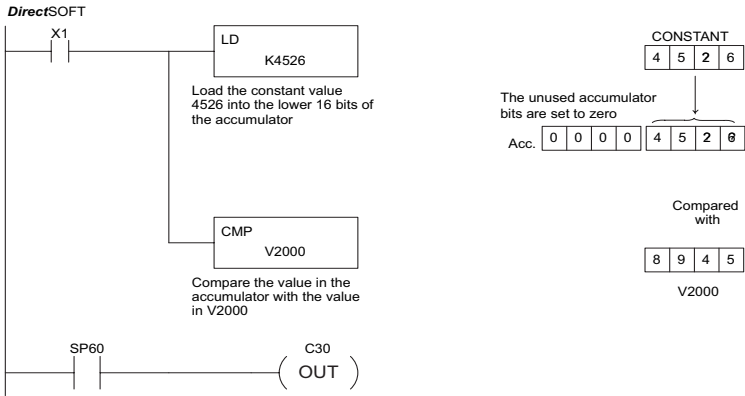 DirectSOFT
X1
LD
K4526
Load the constant value
4526 into the lower 16 bits of
the accumulator
CONSTANT
4 5 2 6
The unused accumulator
bits are set to zero
Acc. 0 0 0 0 4 5 2
CMP
V2000
Compare the value in the
accumulator with the value
in V2000
Compared
with
8 9 4 5
V2000
SP60
C30
OUT